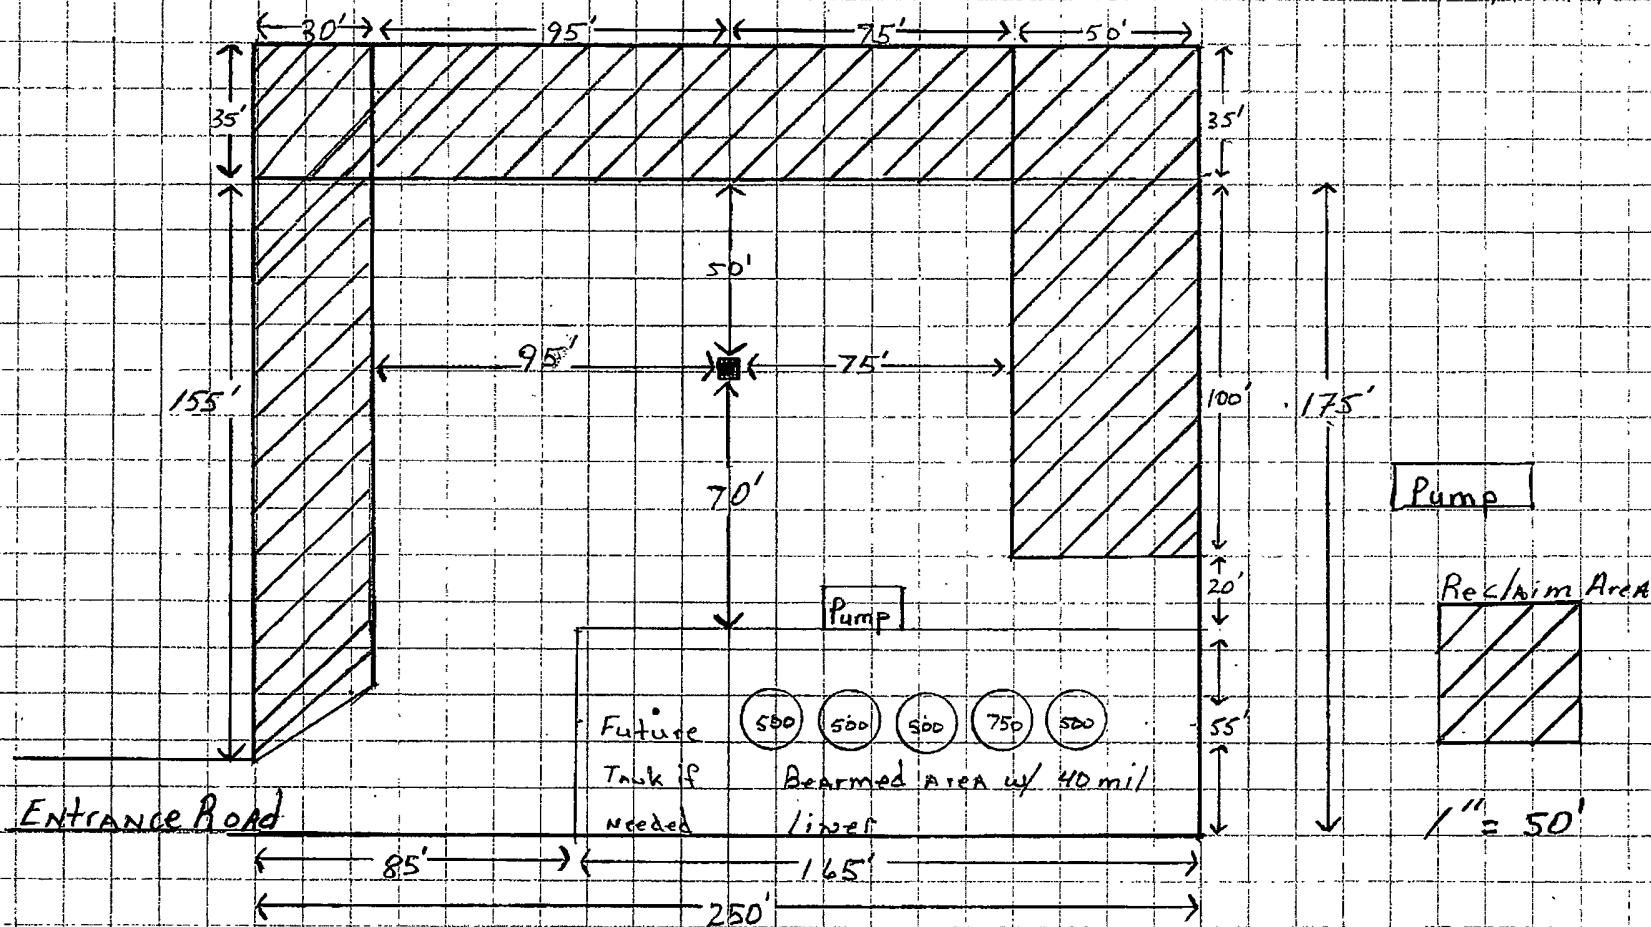 30' 95' 75' 50'
35' 35'
50'
95' 75'
155' 100' 175'
70'
Pump
20'
Reclaim Area
Pump
500 500 500 750 500
Future 55'
Tank if Bearmed Area w/ 40 mil
needed liner
Entrance Road
1" = 50'
85' 165'
250'